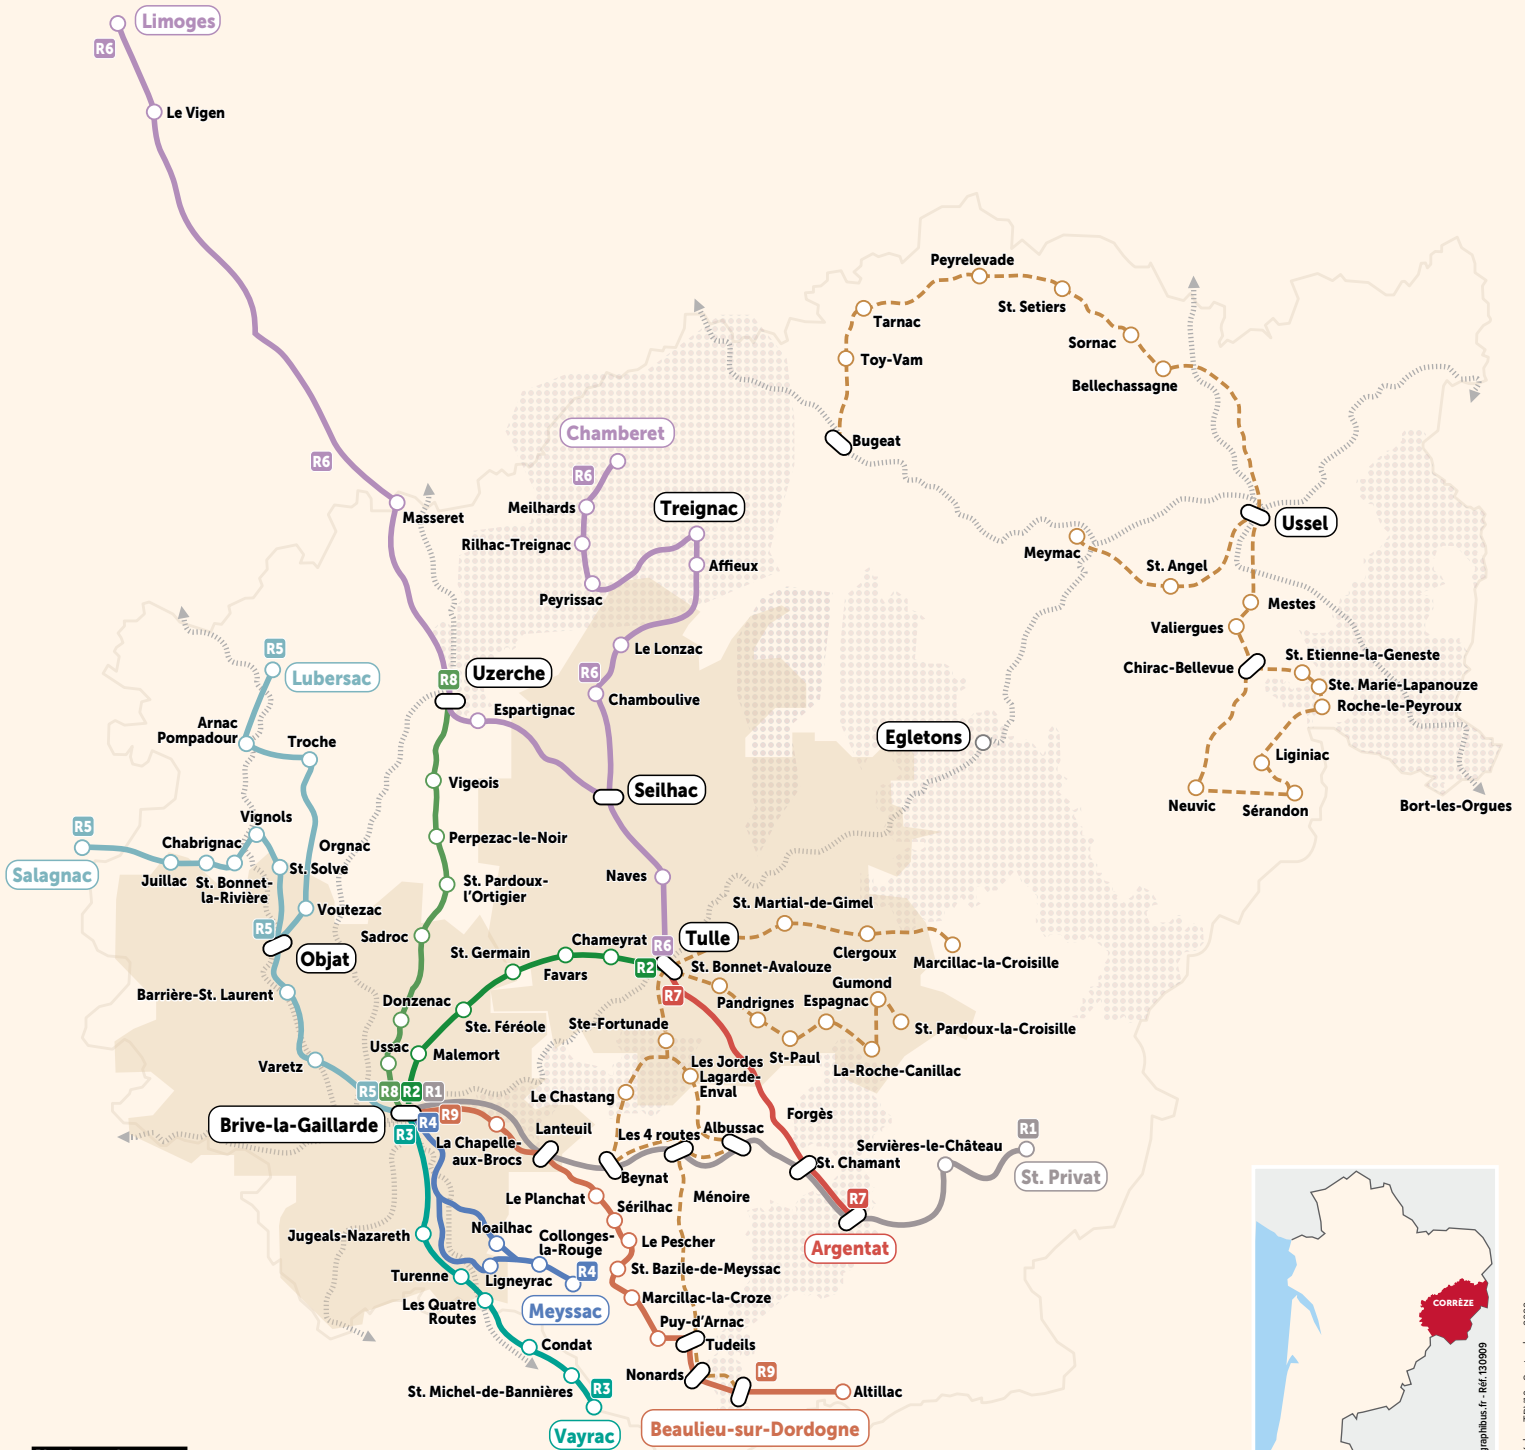 Limoges
R6
Le Vigen
Peyrelevade
St. Setiers
Tarnac
Sornac
Toy-Vam
Bellechassagne
Chamberet
Bugeat
R6
R6
Meilhards
Treignac
Masseret
Ussel
Rilhac-Treignac
Meymac
Affieux
St. Angel
Peyrissac
Mestes
Valiergues
R5
Le Lonzac
St. Etienne-la-Geneste
Chirac-Bellevue
Lubersac
R8
Uzerche
R6
Ste. Marie-Lapanouze
Chamboulive
Roche-le-Peyroux
Espartignac
Arnac
Pompadour
Troche
Egletons
Liginiac
Vigeois
Seilhac
Neuvic
Sérandon
Bort-les-Orgues
Vignols
R5
Chabrignac
Orgnac
Perpezac-le-Noir
Salagnac
Juillac
St. Bonnet-
la-Rivière
St. Solve
St. Pardoux-
l'Ortigier
Naves
Voutezac
St. Martial-de-Gimel
R5
Sadroc
Chameyrat
R6
Tulle
Objat
St. Germain
Favars
R2
Clergoux
Marcillac-la-Croisille
St. Bonnet-Avalouze
Barrière-St. Laurent
R7
Gumond
Donzenac
Pandrignes
Espagnac
Ste. Féréole
Ste-Fortunade
St. Pardoux-la-Croisille
Ussac
Malemort
Varetz
St-Paul
Les Jordes
Lagarde-
Enval
La-Roche-Canillac
R5
R8
R2
R1
Le Chastang
Brive-la-Gaillarde
R9
R4
R3
Forgès
Lanteuil
Les 4 routes
Albussac
R1
La Chapelle-
aux-Brocs
Servières-le-Château
St. Chamant
St. Privat
Beynat
Le Planchat
Ménoire
R7
Sérilhac
Jugeals-Nazareth
Noailhac
Collonges-
la-Rouge
Le Pescher
Argentat
Turenne
Ligneyrac
R4
St. Bazile-de-Meyssac
Les Quatre
Routes
Meyssac
Marcillac-la-Croze
CORRÈZE
Puy-d'Arnac
Condat
Tudeils
Nonards
R9
St. Michel-de-Bannières
R3
Altillac
Vayrac
Beaulieu-sur-Dordogne
raphibus.fr - Réf. 130909